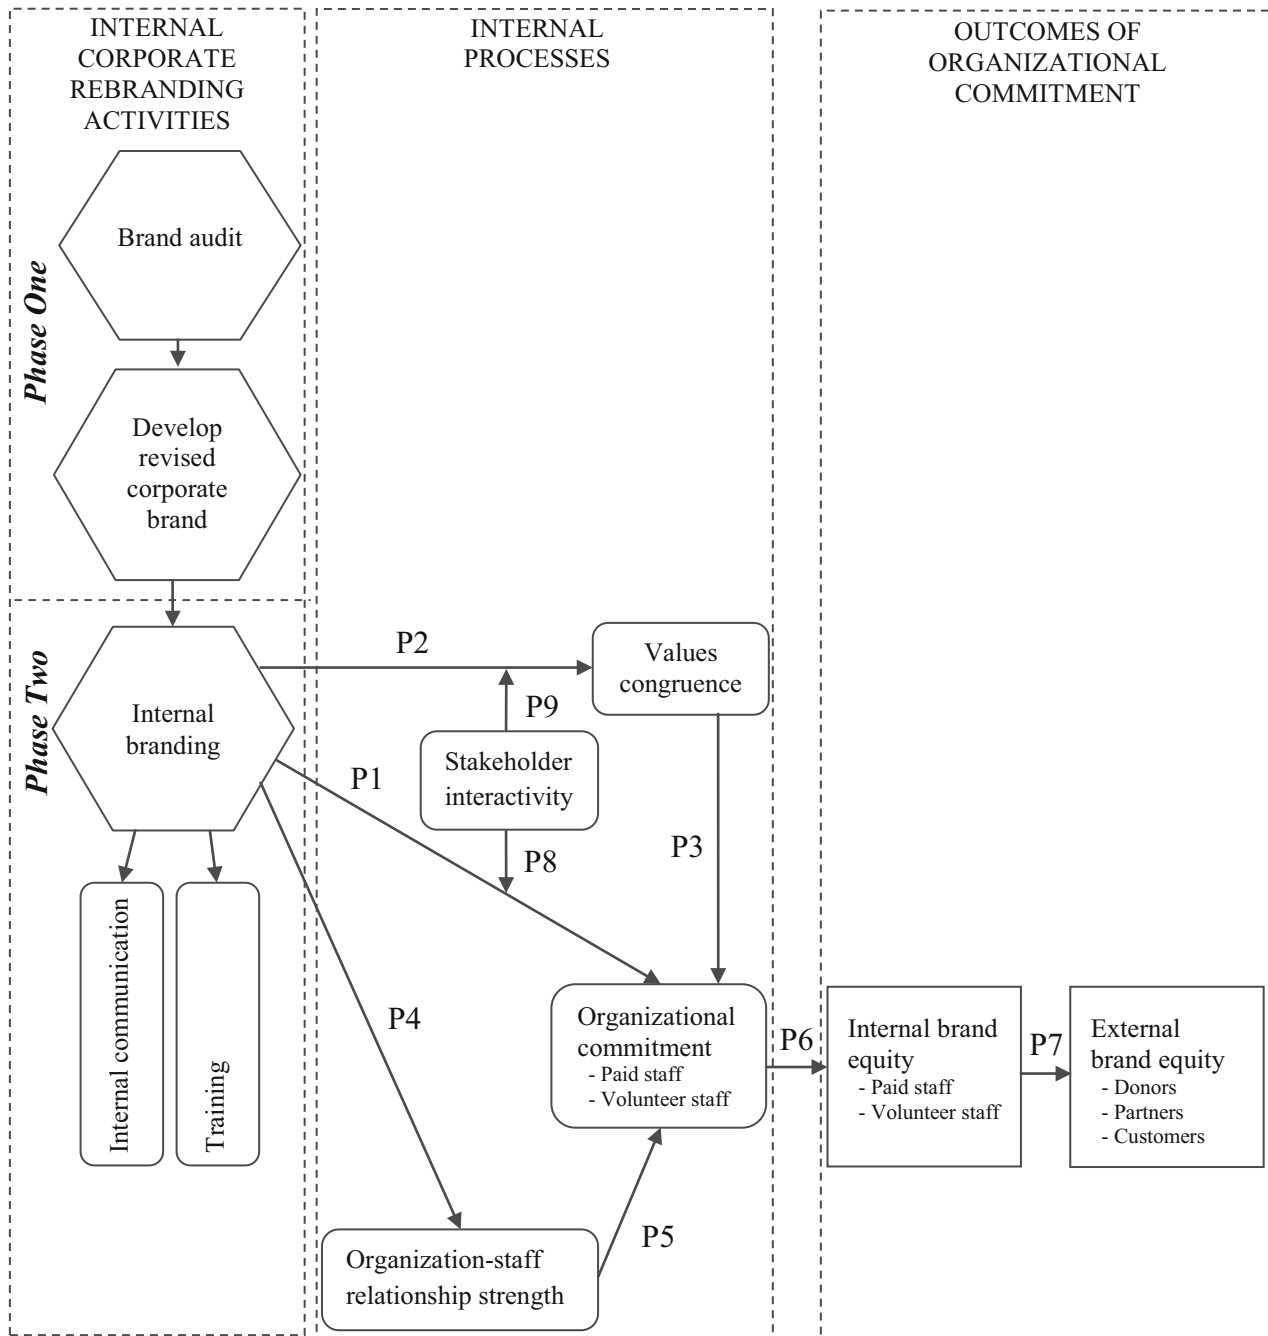 INTERNAL
CORPORATE
REBRANDING
ACTIVITIES
INTERNAL
PROCESSES
OUTCOMES OF
ORGANIZATIONAL
COMMITMENT
Phase One
Brand audit
Develop
revised
corporate
brand
Phase Two
Internal
branding
Internal communication
Training
P2
Values
congruence
P9
Stakeholder
interactivity
P1
P8
P3
P4
Organizational
commitment
- Paid staff
- Volunteer staff
P5
Organization-staff
relationship strength
P6
Internal brand
equity
- Paid staff
- Volunteer staff
P7
External
brand equity
- Donors
- Partners
- Customers